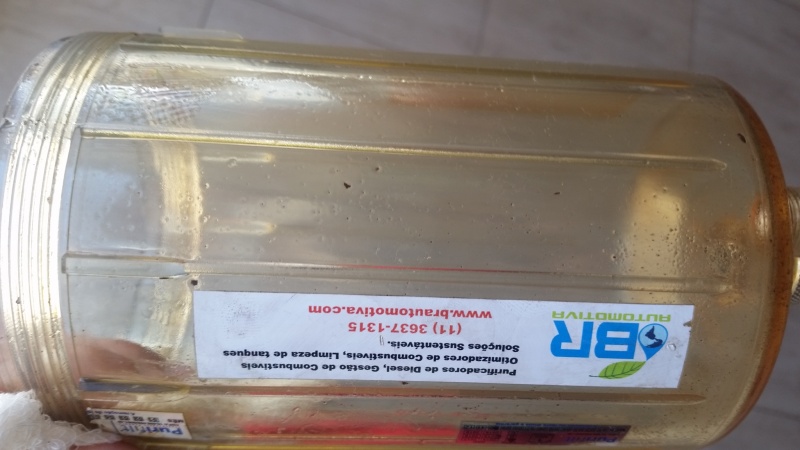 BR
AUTOMOTIVA
Purificadores de Diesel, Gestão de Combustíveis
Otimizadores de Combustíveis, Limpeza de tanques
Soluções Sustentáveis.
(11) 3637-1315
www.brautomotiva.com
Purifilt